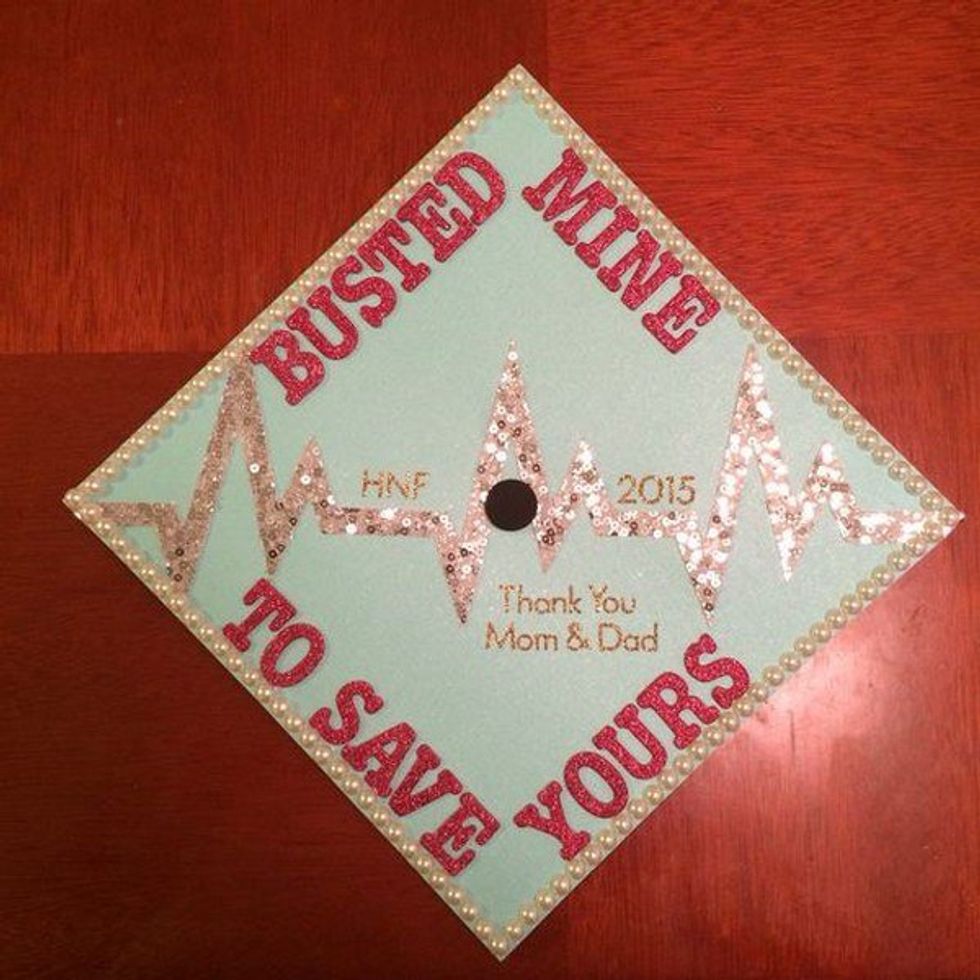 BUSTED
MINE
HNF
2015
Thank You
Mom & Dad
TO SAVE
YOURS